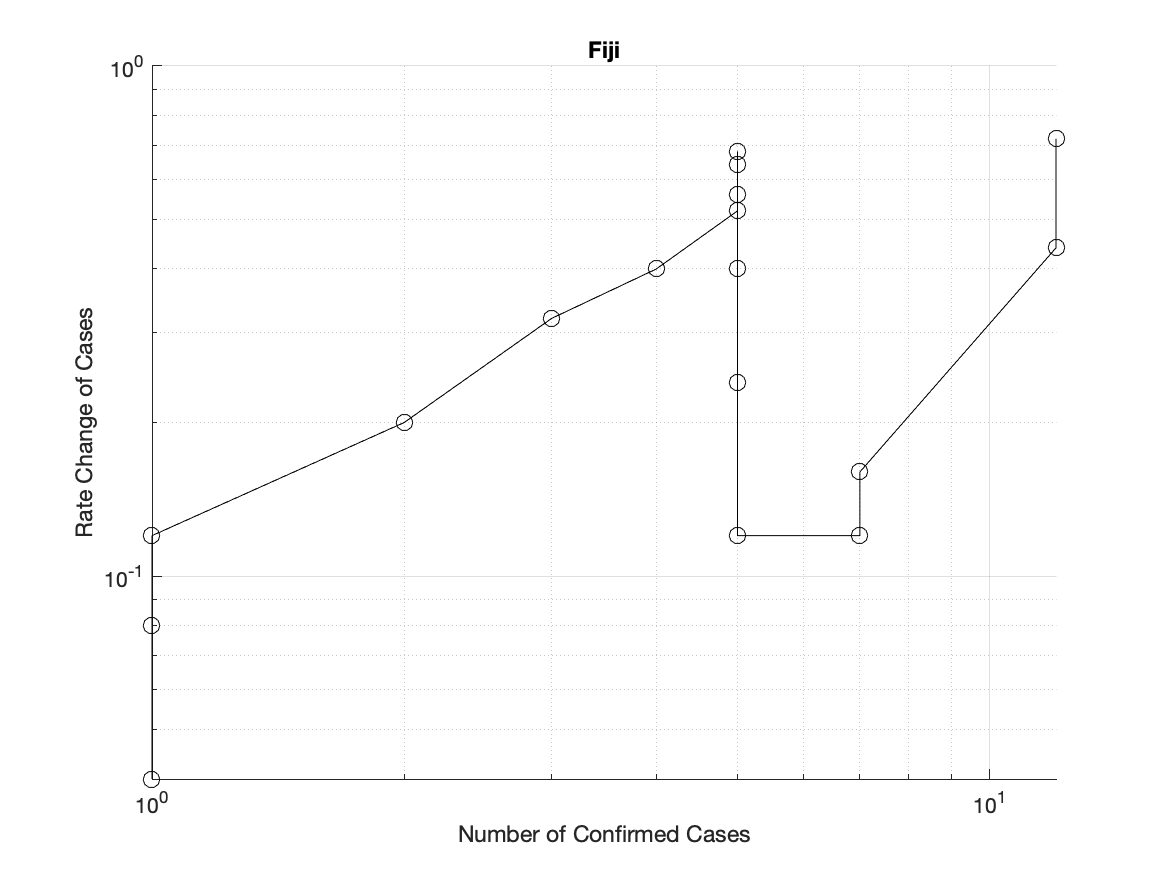 Fiji
10^0
10^-1
Rate Change of Cases
10^0
10^1
Number of Confirmed Cases